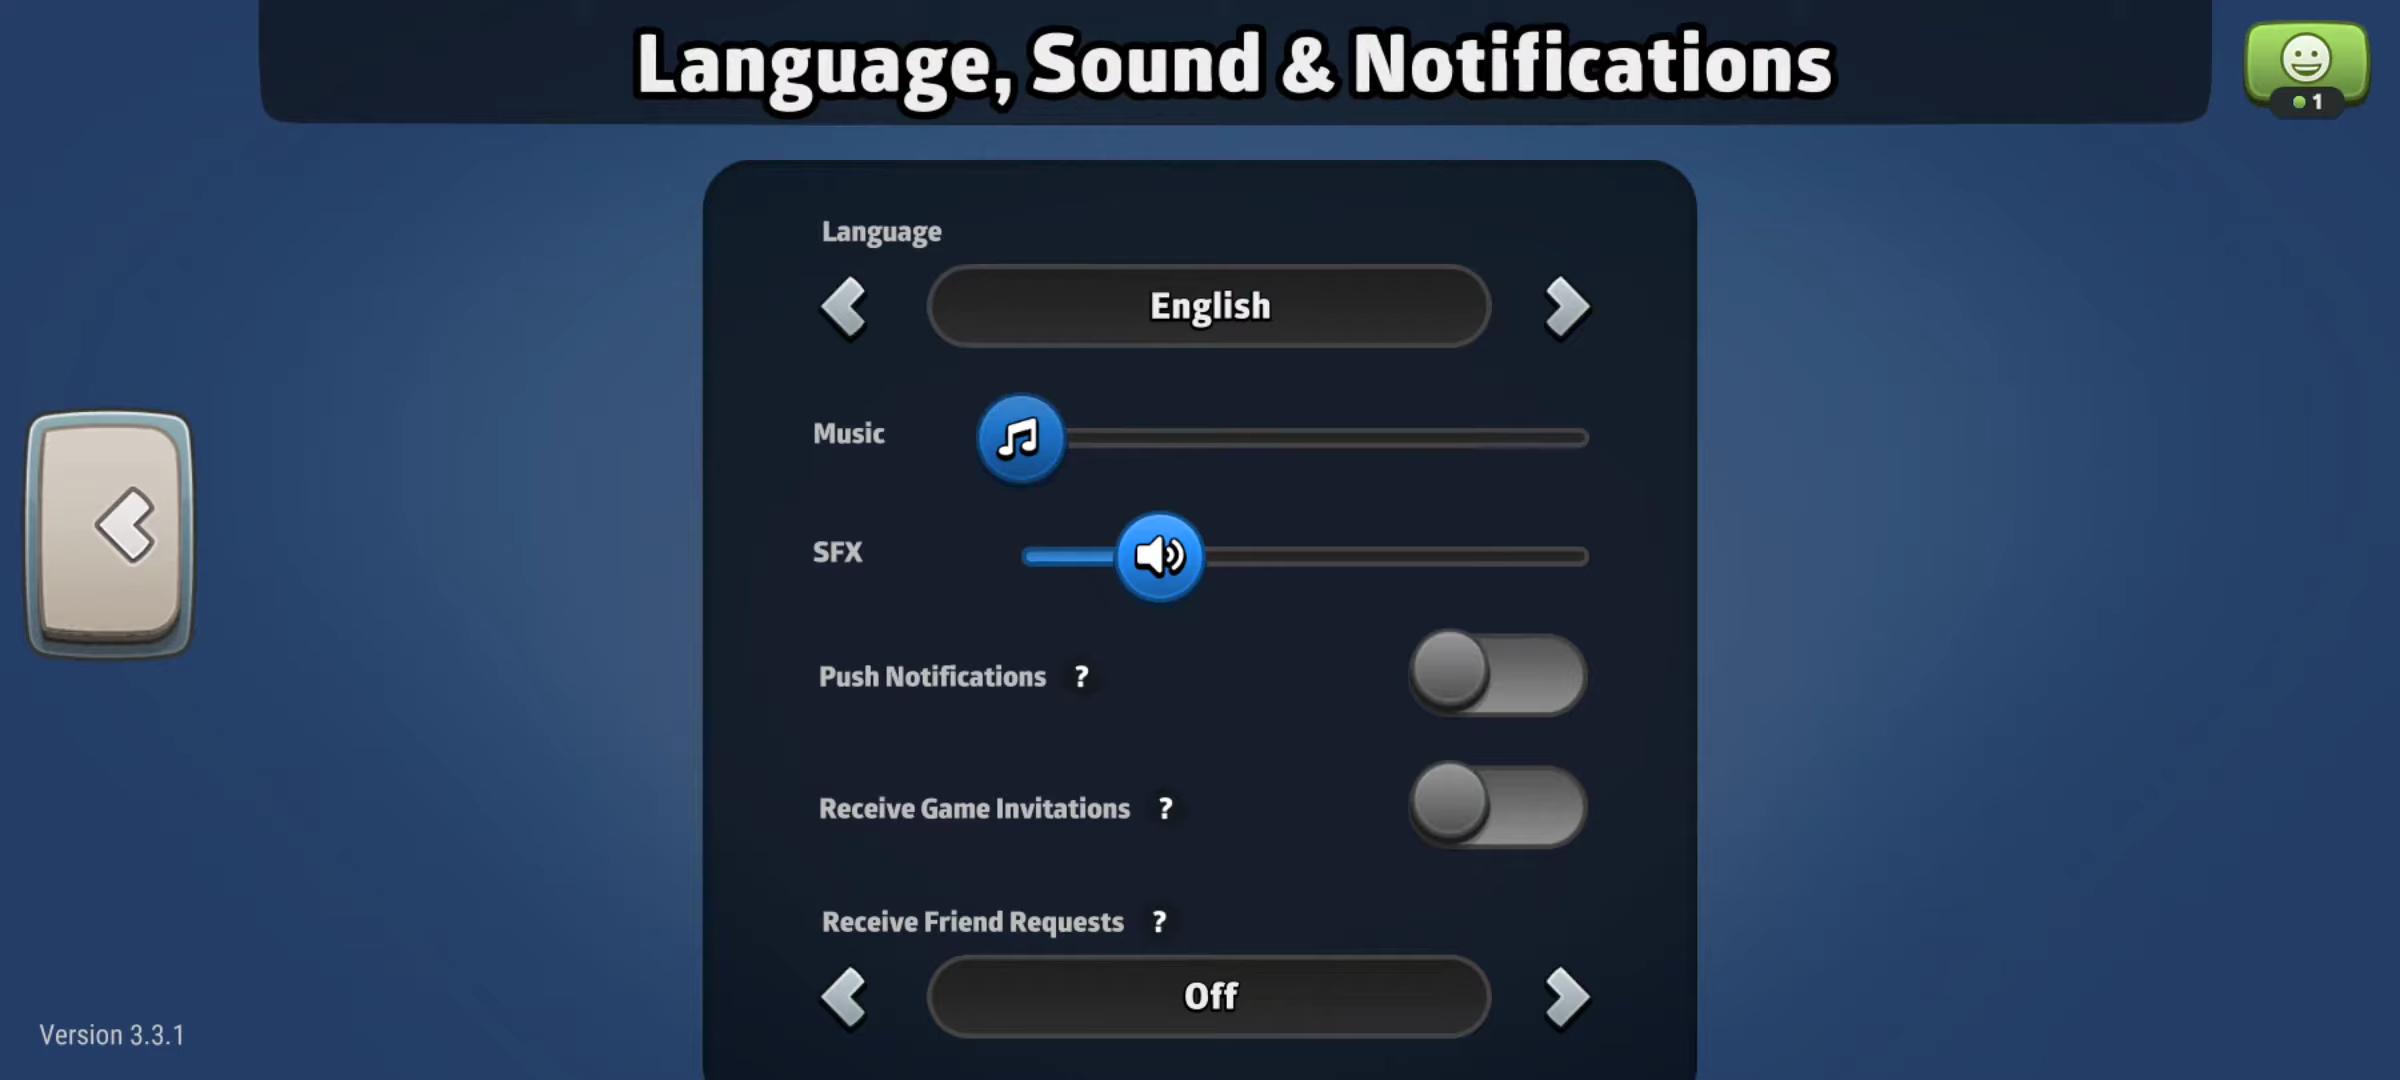 Language, Sound & Notifications
1
Language
English
Music
SFX
Push Notifications ?
Receive Game Invitations ?
Receive Friend Requests ?
Off
Version 3.3.1